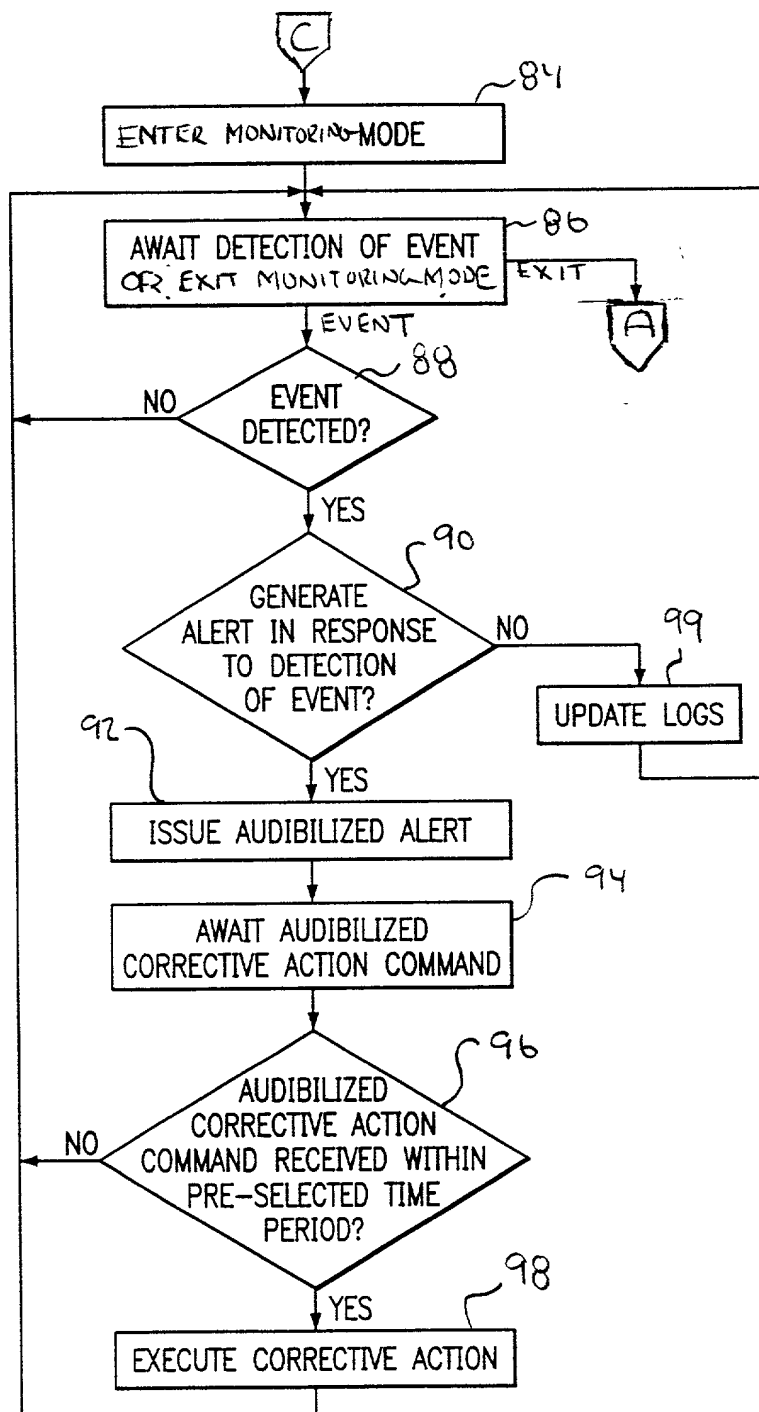 C
84
ENTER MONITORING MODE
86
AWAIT DETECTION OF EVENT
OR EXIT MONITORING MODE
EXIT
A
EVENT
88
EVENT
DETECTED?
NO
YES
90
GENERATE
ALERT IN RESPONSE
TO DETECTION
OF EVENT?
NO
99
UPDATE LOGS
YES
92
ISSUE AUDIBILIZED ALERT
94
AWAIT AUDIBILIZED
CORRECTIVE ACTION COMMAND
96
AUDIBILIZED
CORRECTIVE ACTION
COMMAND RECEIVED WITHIN
PRE-SELECTED TIME
PERIOD?
NO
YES
98
EXECUTE CORRECTIVE ACTION